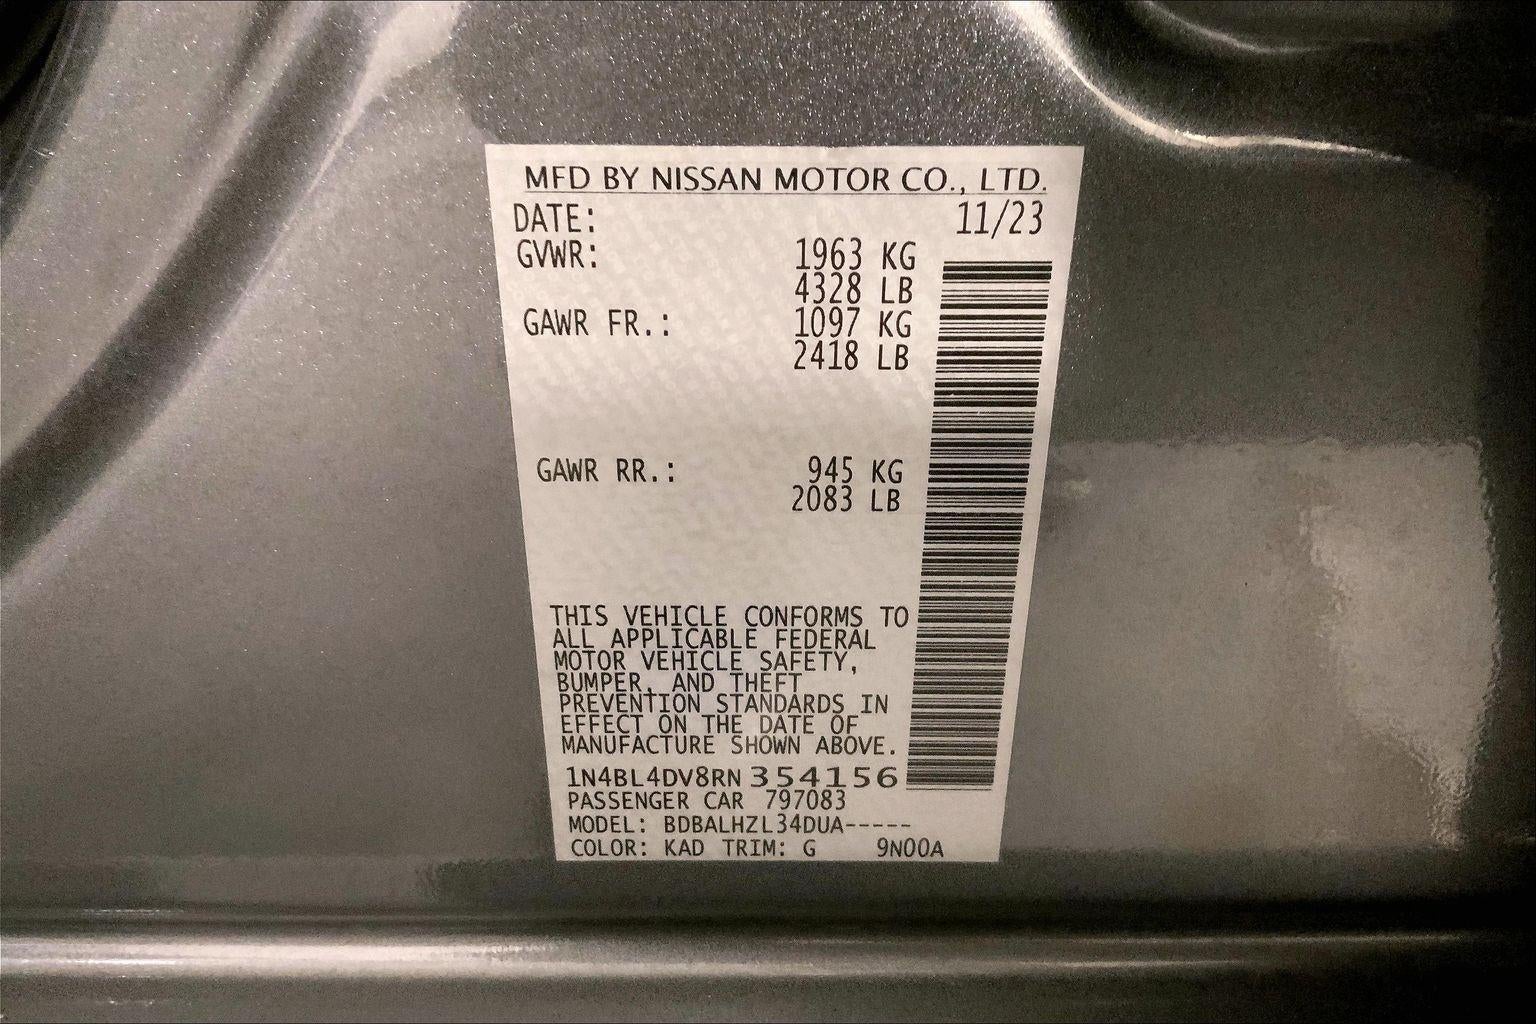 MFD BY NISSAN MOTOR CO., LTD.
DATE: 11/23
GVWR: 1963 KG
4328 LB
GAWR FR.: 1097 KG
2418 LB
GAWR RR.: 945 KG
2083 LB
THIS VEHICLE CONFORMS TO
ALL APPLICABLE FEDERAL
MOTOR VEHICLE SAFETY,
BUMPER, AND THEFT
PREVENTION STANDARDS IN
EFFECT ON THE DATE OF
MANUFACTURE SHOWN ABOVE.
1N4BL4DV8RN354156
PASSENGER CAR 797083
MODEL: BDBALHZL34DUA-----
COLOR: KAD TRIM: G 9N00A